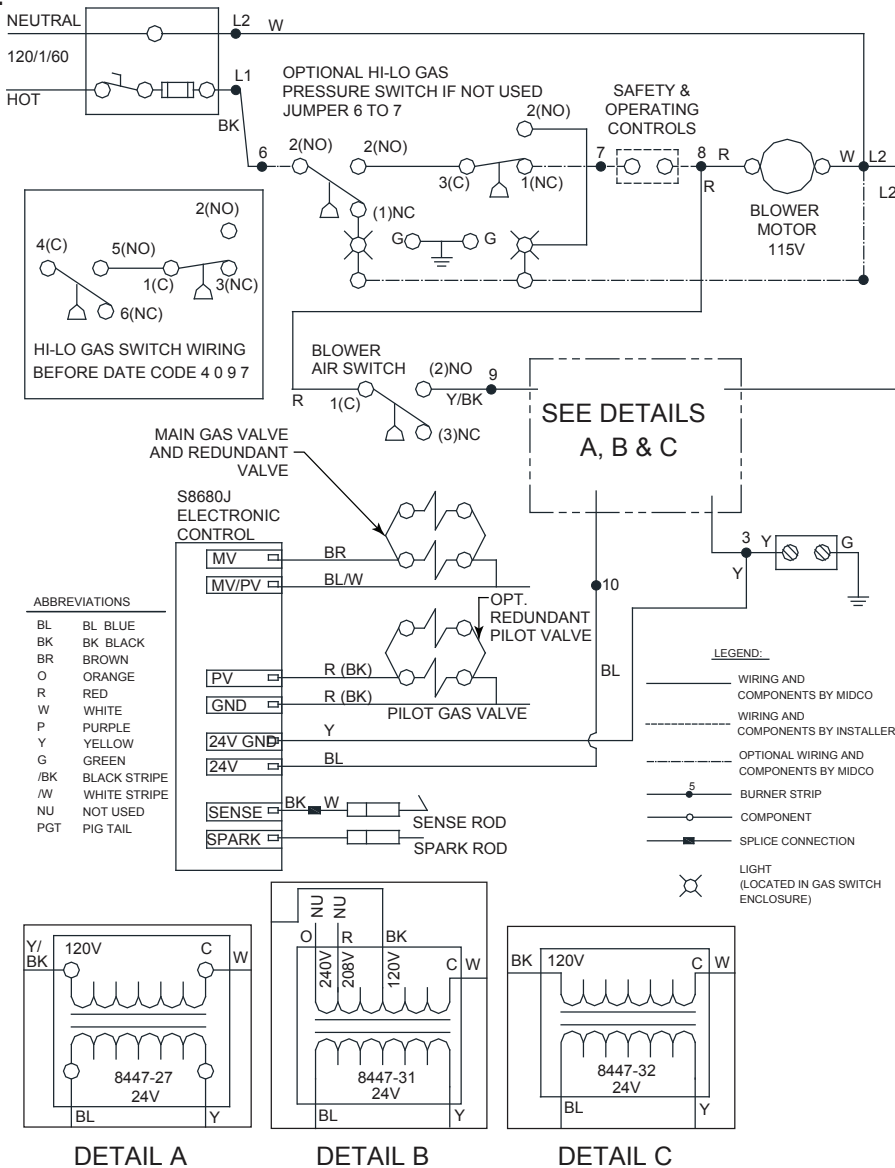 NEUTRAL
L2
W
120/1/60
HOT
L1
BK
OPTIONAL HI-LO GAS
PRESSURE SWITCH IF NOT USED
JUMPER 6 TO 7
SAFETY &
OPERATING
CONTROLS
2(NO)
6
2(NO)
2(NO)
3(C)
1(NC)
7
8
R
R
W
L2
L2
BLOWER
MOTOR
115V
(1)NC
G
G
2(NO)
4(C)
5(NO)
1(C)
3(NC)
6(NC)
HI-LO GAS SWITCH WIRING
BEFORE DATE CODE 4 0 9 7
BLOWER
AIR SWITCH
R
1(C)
(2)NO
9
Y/BK
(3)NC
SEE DETAILS
A, B & C
MAIN GAS VALVE
AND REDUNDANT
VALVE
S8680J
ELECTRONIC
CONTROL
MV
BR
MV/PV
BL/W
3
Y
G
Y
10
OPT.
REDUNDANT
PILOT VALVE
BL
PV
R (BK)
GND
R (BK)
PILOT GAS VALVE
24V GND
Y
24V
BL
SENSE
BK
W
SENSE ROD
SPARK
SPARK ROD
ABBREVIATIONS
BL BL BLUE
BK BK BLACK
BR BROWN
O ORANGE
R RED
W WHITE
P PURPLE
Y YELLOW
G GREEN
/BK BLACK STRIPE
/W WHITE STRIPE
NU NOT USED
PGT PIG TAIL
LEGEND:
WIRING AND
COMPONENTS BY MIDCO
WIRING AND
COMPONENTS BY INSTALLER
OPTIONAL WIRING AND
COMPONENTS BY MIDCO
5
BURNER STRIP
COMPONENT
SPLICE CONNECTION
LIGHT
(LOCATED IN GAS SWITCH
ENCLOSURE)
Y/
BK
120V
C
W
8447-27
24V
BL
Y
DETAIL A
NU
NU
O
R
BK
240V
208V
120V
C
W
8447-31
24V
BL
Y
DETAIL B
BK
120V
C
W
8447-32
24V
BL
Y
DETAIL C